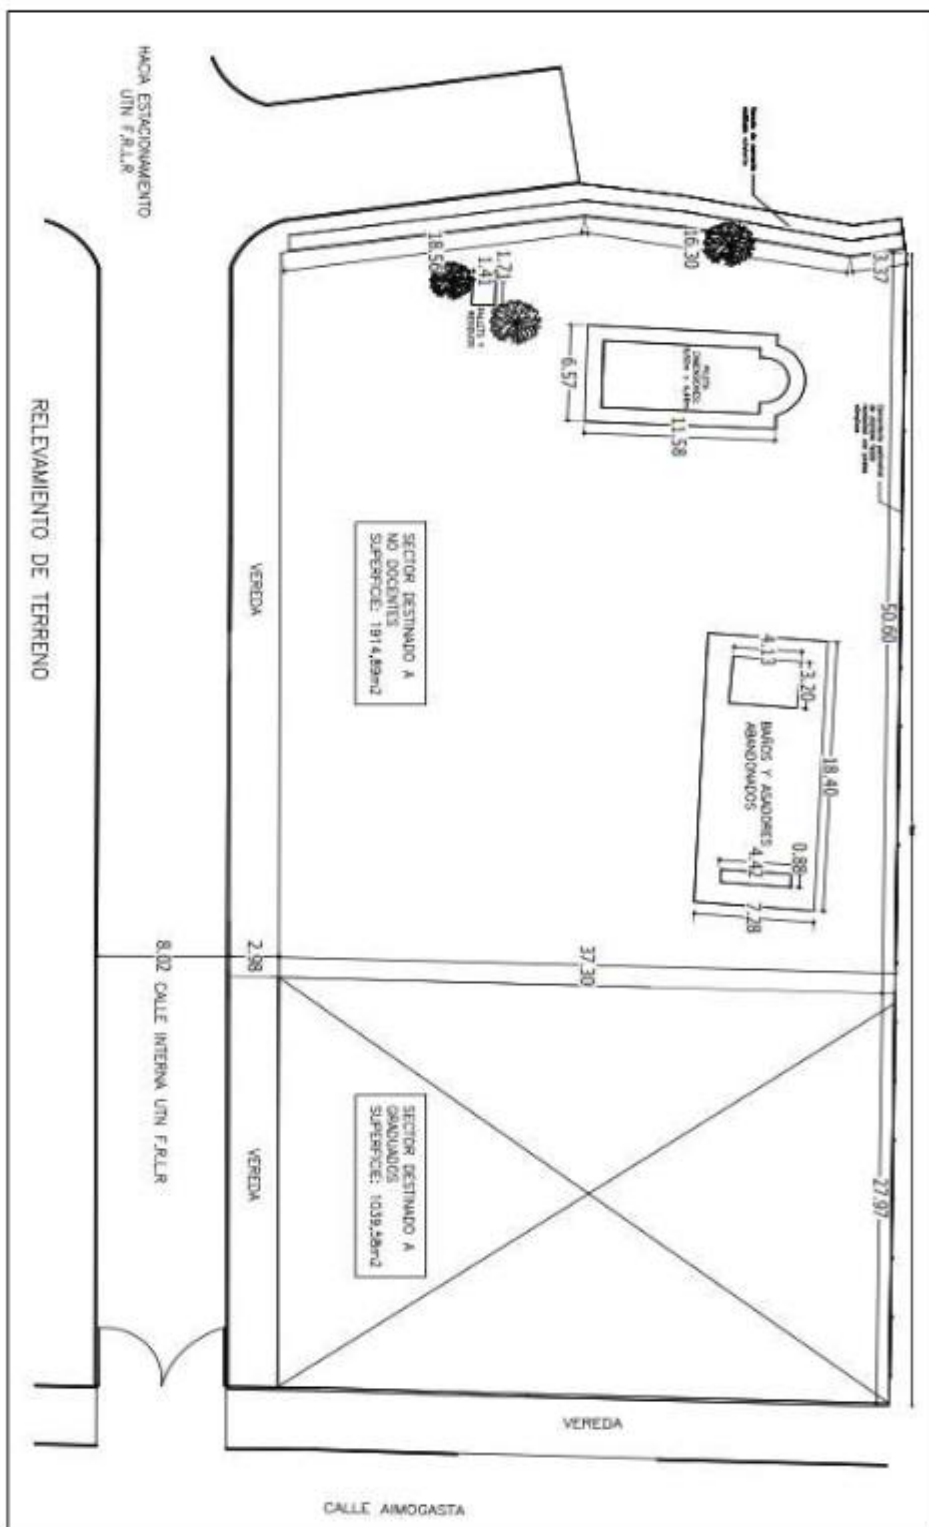 HACIA ESTACIONAMIENTO
UTN F.R.L.R
RELEVAMIENTO DE TERRENO
3.37
16.30
18.56
1.71
1.41
6.57
11.58
50.60
SECTOR DESTINADO A
NO DOCENTES
SUPERFICIE: 1914,89m2
VEREDA
4.13
3.20
18.40
BAÑOS Y ASADORES
ABANDONADOS
0.88
4.42
7.28
37.30
2.98
8.02
CALLE INTERNA UTN F.R.L.R
27.97
SECTOR DESTINADO A
GRADUADOS
SUPERFICIE: 1039,58m2
VEREDA
VEREDA
CALLE AIMOGASTA